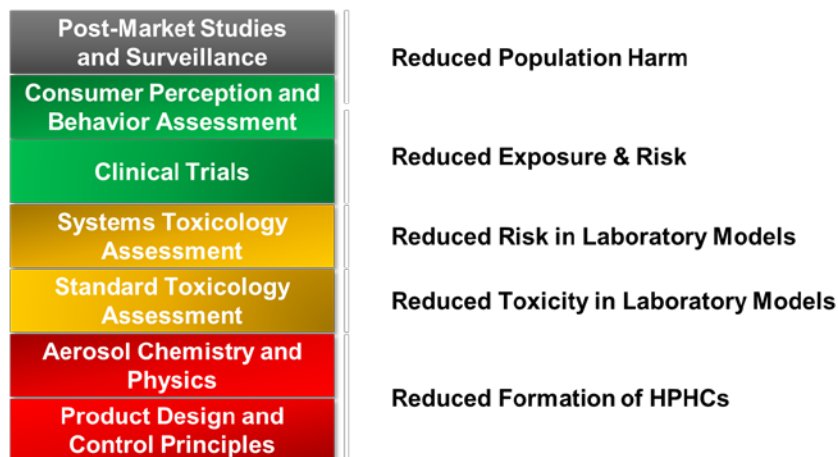 Post-Market Studies
and Surveillance
Reduced Population Harm
Consumer Perception and
Behavior Assessment
Clinical Trials
Reduced Exposure & Risk
Systems Toxicology
Assessment
Reduced Risk in Laboratory Models
Standard Toxicology
Assessment
Reduced Toxicity in Laboratory Models
Aerosol Chemistry and
Physics
Reduced Formation of HPHCs
Product Design and
Control Principles